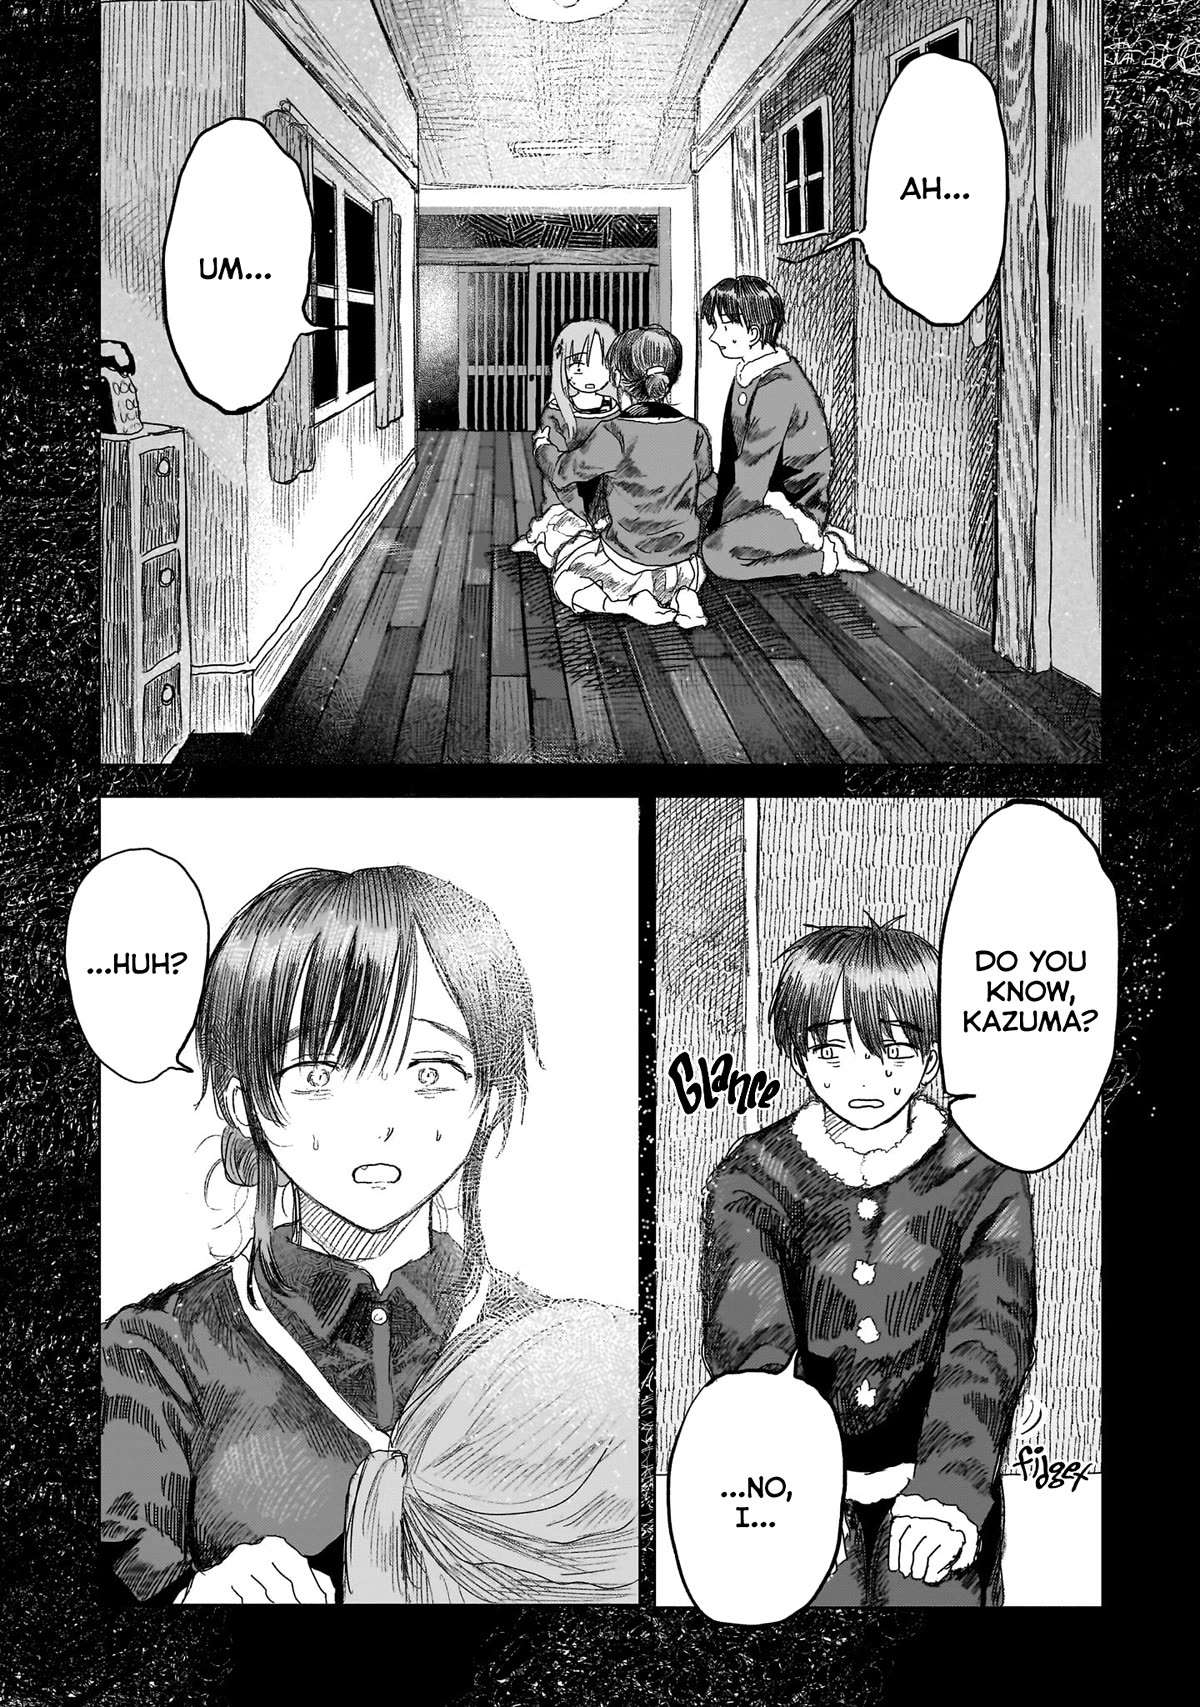 AH...
UM...
DO YOU
KNOW,
KAZUMA?
Glance
...NO,
I...
fidget
...HUH?